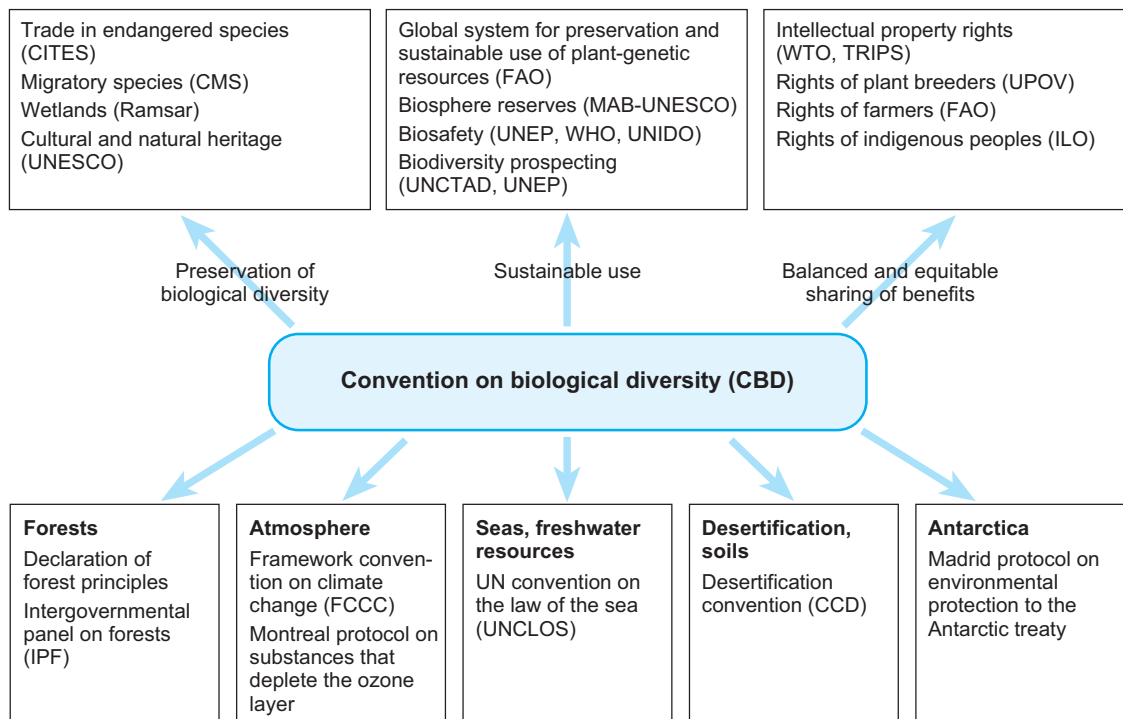 Trade in endangered species
(CITES)
Migratory species (CMS)
Wetlands (Ramsar)
Cultural and natural heritage
(UNESCO)
Global system for preservation and
sustainable use of plant-genetic
resources (FAO)
Biosphere reserves (MAB-UNESCO)
Biosafety (UNEP, WHO, UNIDO)
Biodiversity prospecting
(UNCTAD, UNEP)
Intellectual property rights
(WTO, TRIPS)
Rights of plant breeders (UPOV)
Rights of farmers (FAO)
Rights of indigenous peoples (ILO)
Preservation of
biological diversity
Sustainable use
Balanced and equitable
sharing of benefits
Convention on biological diversity (CBD)
Forests
Declaration of
forest principles
Intergovernmental
panel on forests
(IPF)
Atmosphere
Framework conven-
tion on climate
change (FCCC)
Montreal protocol on
substances that
deplete the ozone
layer
Seas, freshwater
resources
UN convention on
the law of the sea
(UNCLOS)
Desertification,
soils
Desertification
convention (CCD)
Antarctica
Madrid protocol on
environmental
protection to the
Antarctic treaty